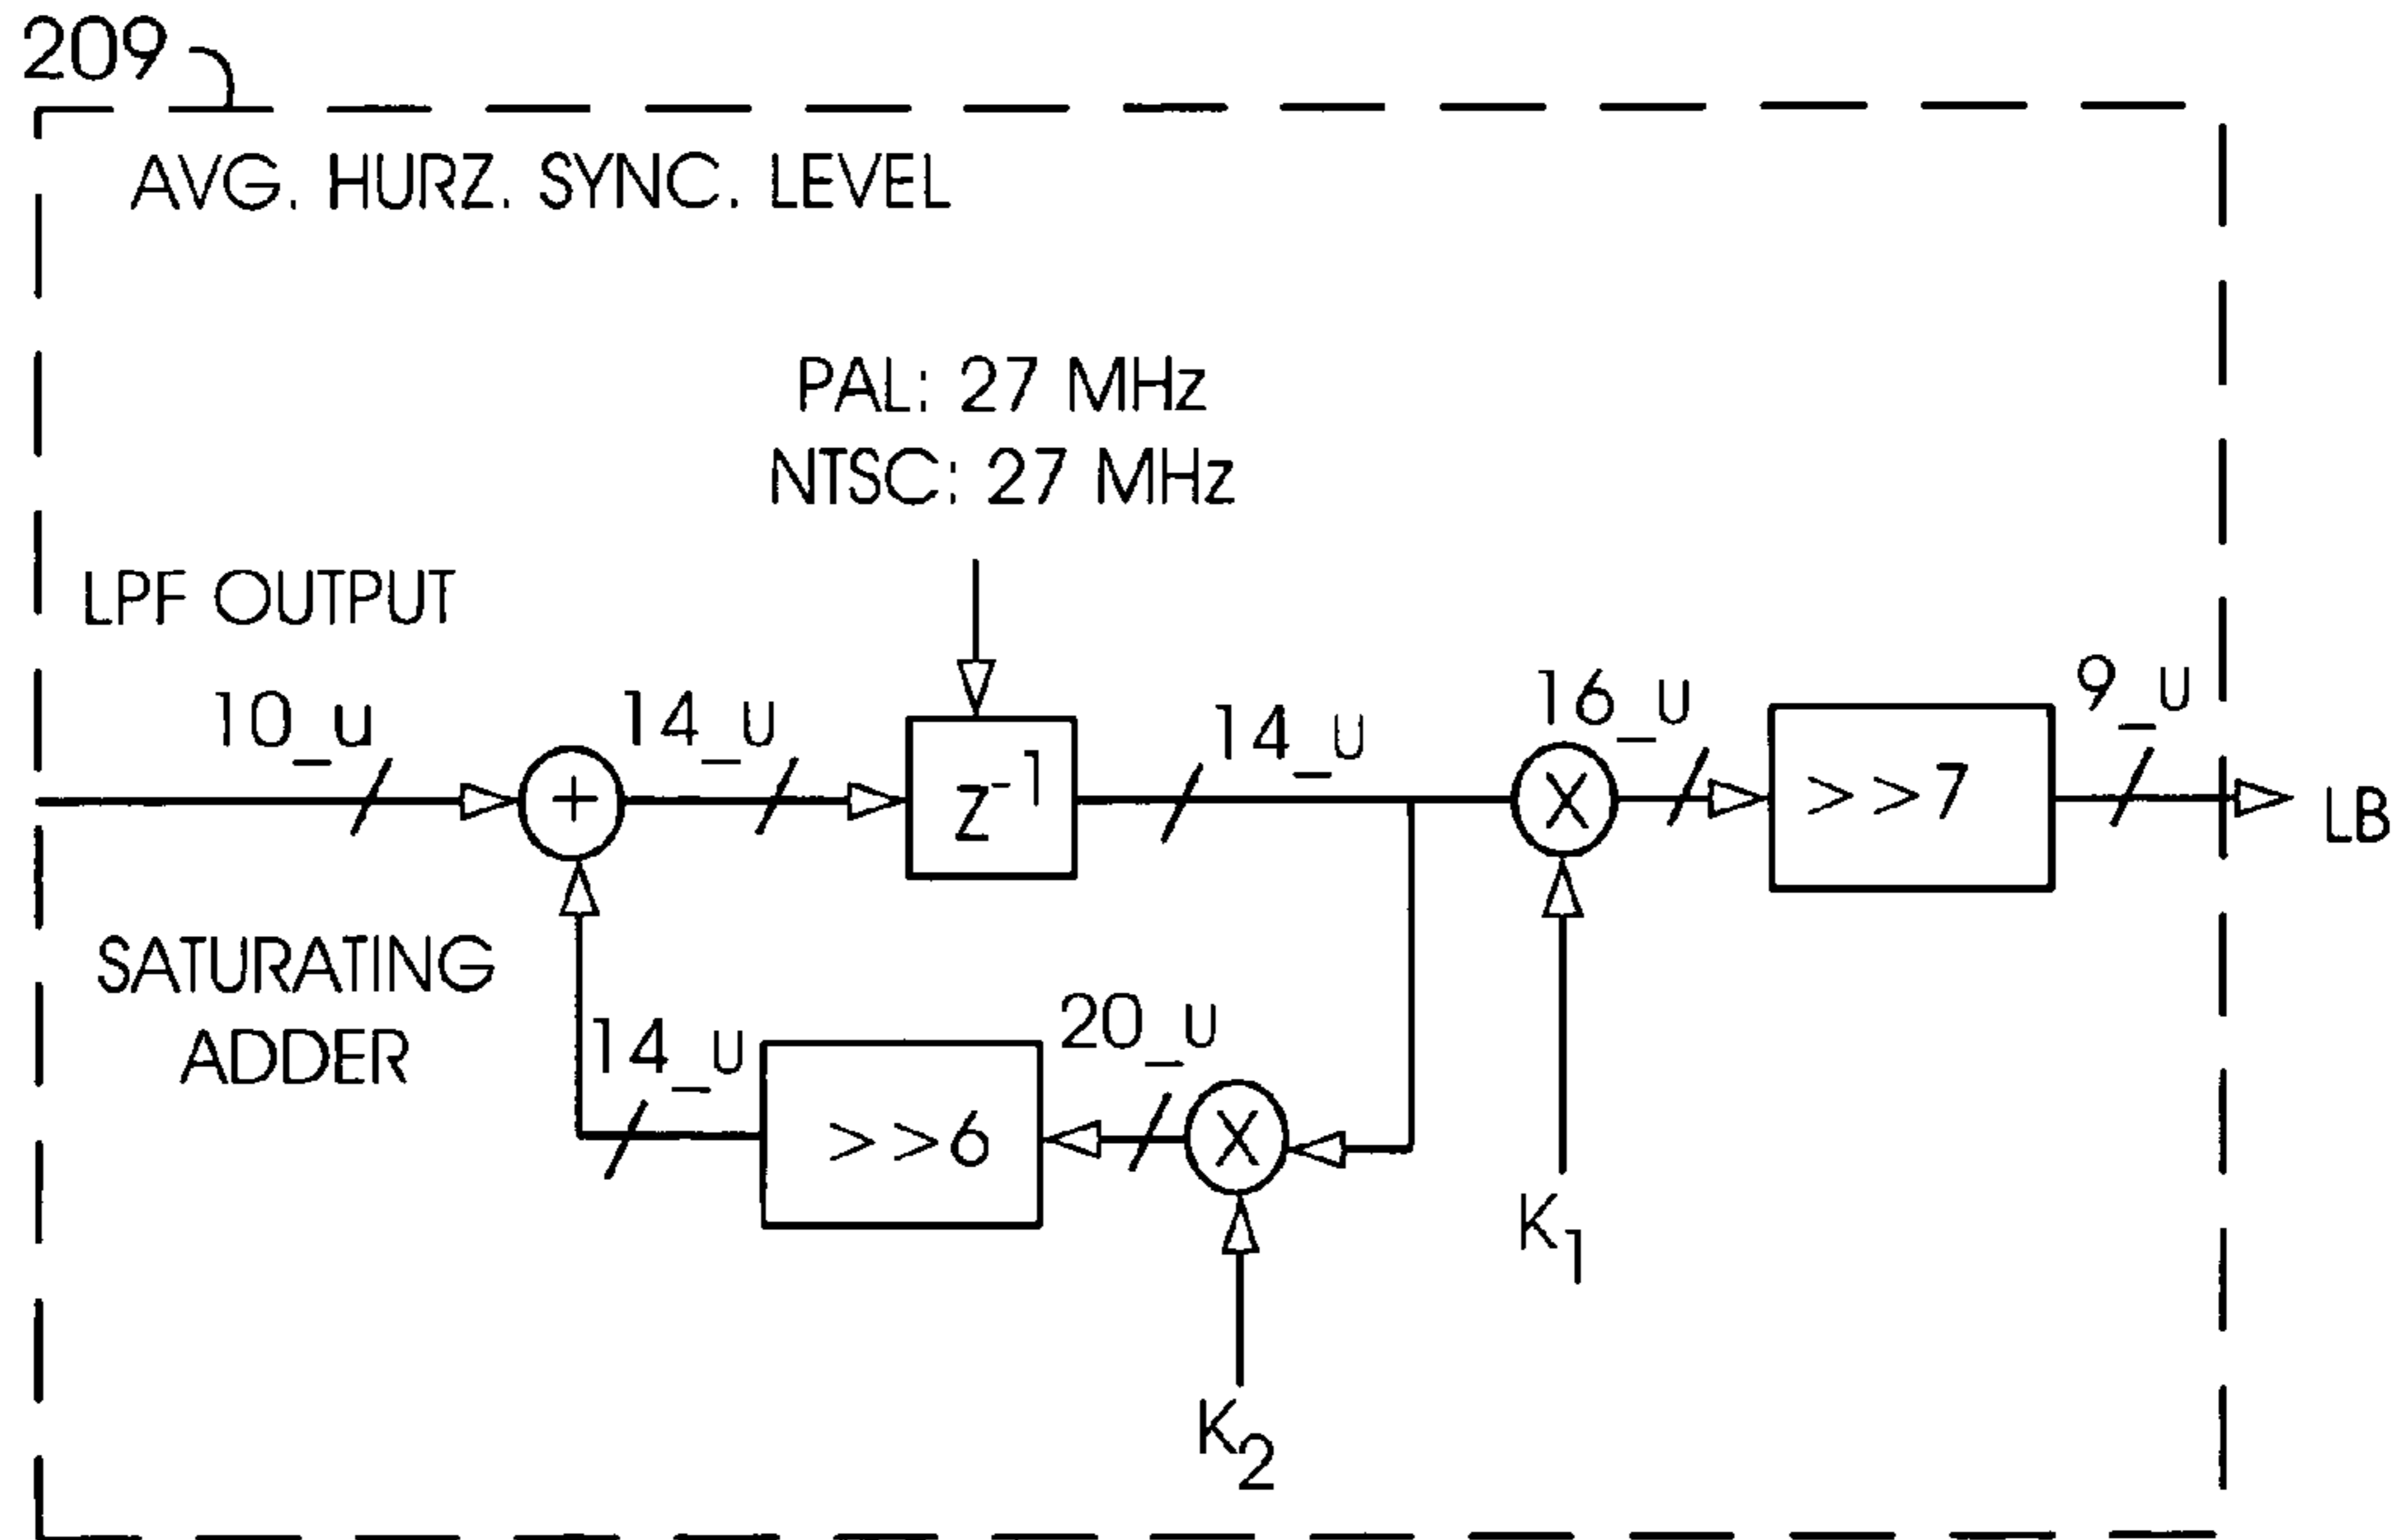 209
AVG. HURZ. SYNC. LEVEL
PAL: 27 MHz
NTSC: 27 MHz
LPF OUTPUT
10_u
14_U
14_U
16_U
9_U
+
z-1
X
>>7
LB
SATURATING
ADDER
14_U
>>6
20_U
X
K1
K2